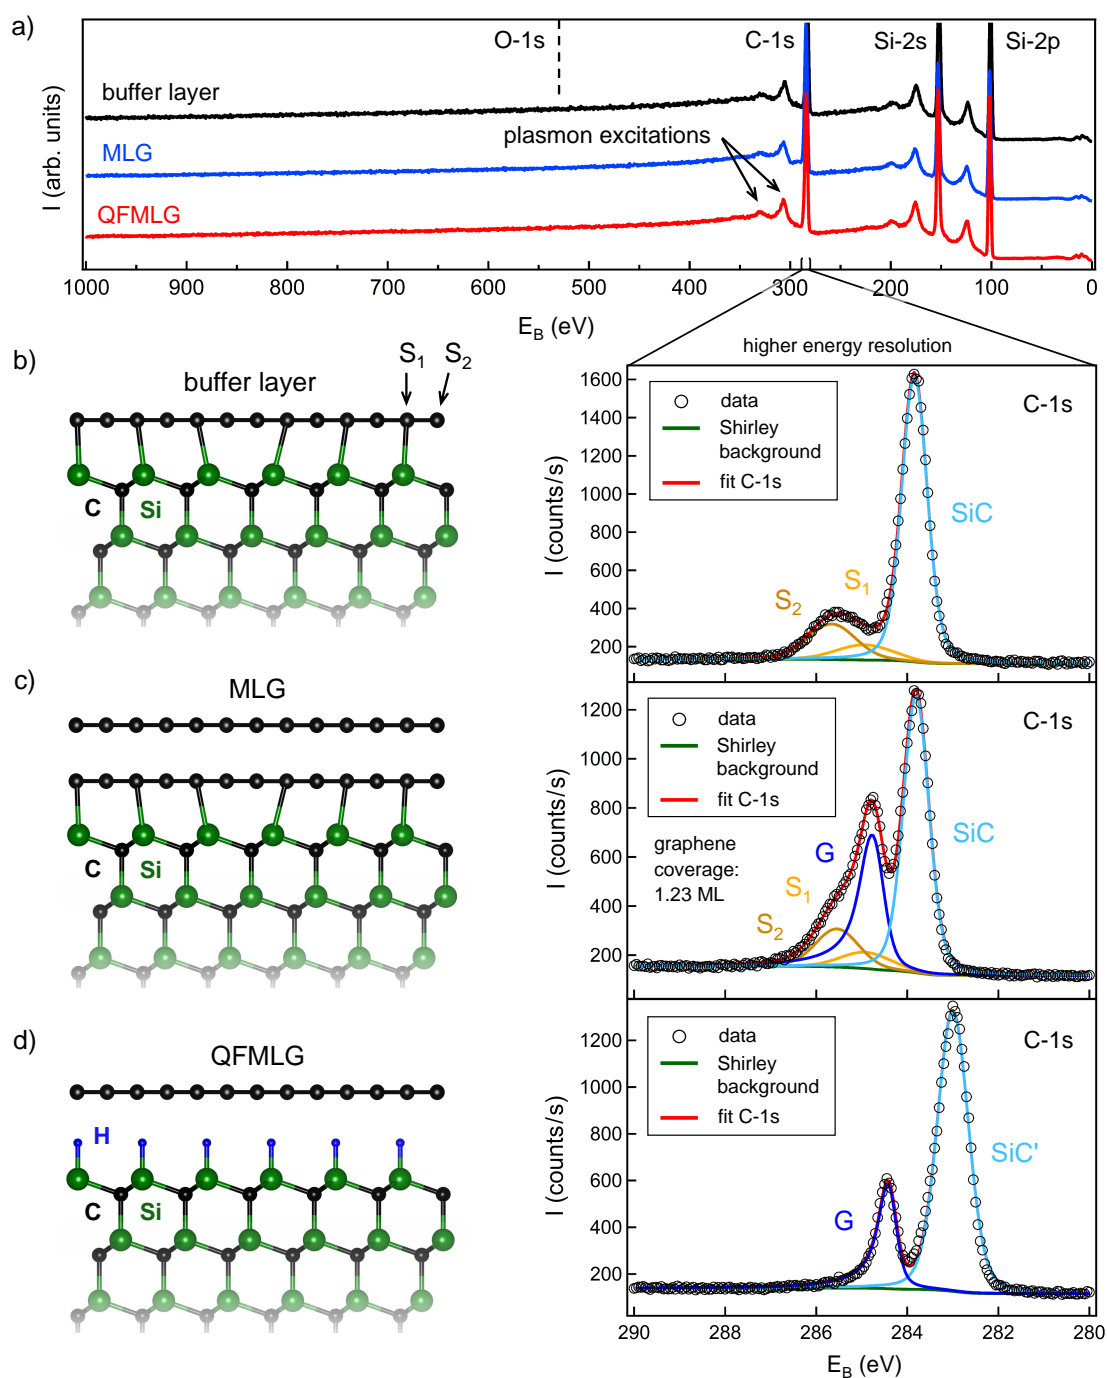 a)
O-1s
C-1s
Si-2s
Si-2p
buffer layer
MLG
QFMLG
plasmon excitations
I (arb. units)
1000 900 800 700 600 500 400 300 200 100 0
E_B (eV)
higher energy resolution
b)
buffer layer
S₁ S₂
C Si
data
Shirley
background
fit C-1s
C-1s
SiC
S₁
S₂
I (counts/s)
1600
1400
1200
1000
800
600
400
200
c)
MLG
C Si
data
Shirley
background
fit C-1s
C-1s
graphene
coverage:
1.23 ML
G
SiC
S₁
S₂
I (counts/s)
1200
1000
800
600
400
200
d)
QFMLG
H
C Si
data
Shirley
background
fit C-1s
C-1s
SiC'
G
I (counts/s)
1200
1000
800
600
400
200
290 288 286 284 282 280
E_B (eV)